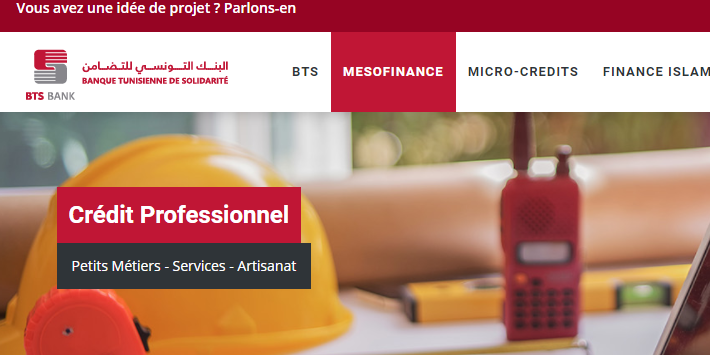 Vous avez une idée de projet ? Parlons-en
البنك التونسي للتضامن
BANQUE TUNISIENNE DE SOLIDARITÉ
BTS BANK
BTS MESOFINANCE MICRO-CREDITS FINANCE ISLAM
Crédit Professionnel
Petits Métiers - Services - Artisanat